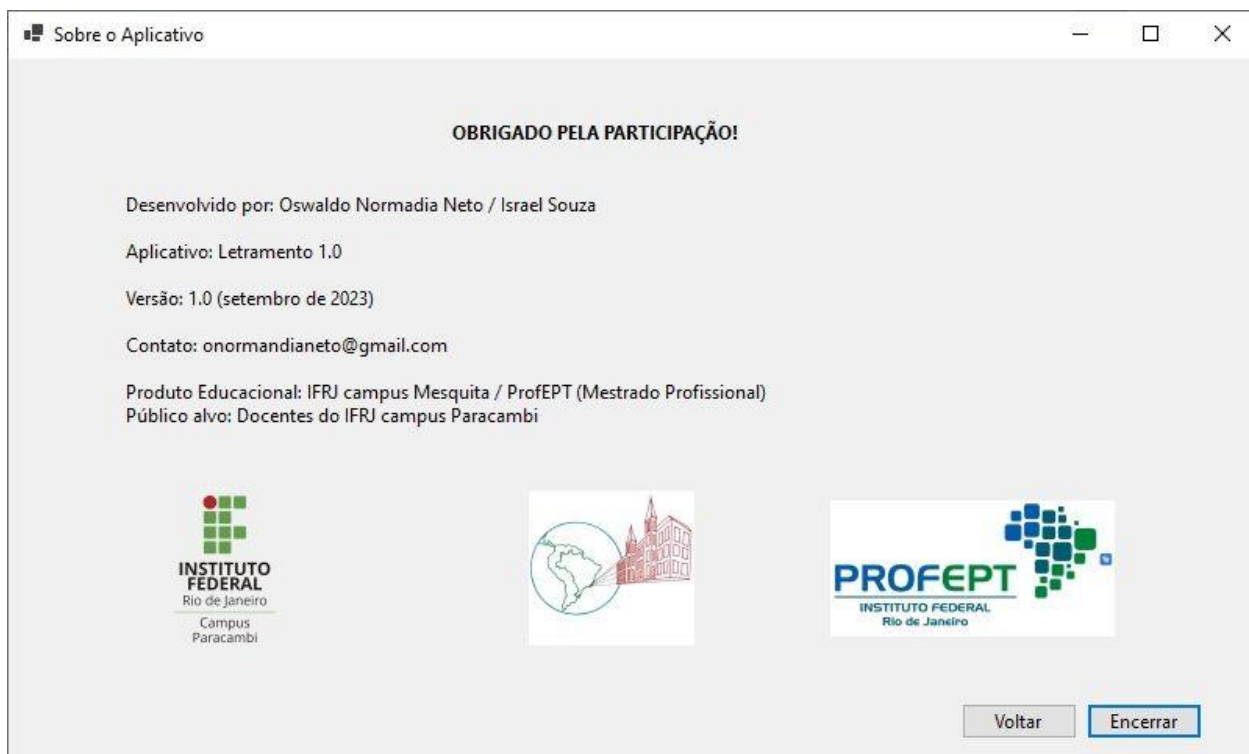 Sobre o Aplicativo
OBRIGADO PELA PARTICIPAÇÃO!
Desenvolvido por: Oswaldo Normadia Neto / Israel Souza
Aplicativo: Letramento 1.0
Versão: 1.0 (setembro de 2023)
Contato: onormandianeto@gmail.com
Produto Educacional: IFRJ campus Mesquita / ProfEPT (Mestrado Profissional)
Público alvo: Docentes do IFRJ campus Paracambi
INSTITUTO
FEDERAL
Rio de Janeiro
Campus
Paracambi
PROFEPT
INSTITUTO FEDERAL
Rio de Janeiro
Voltar
Encerrar